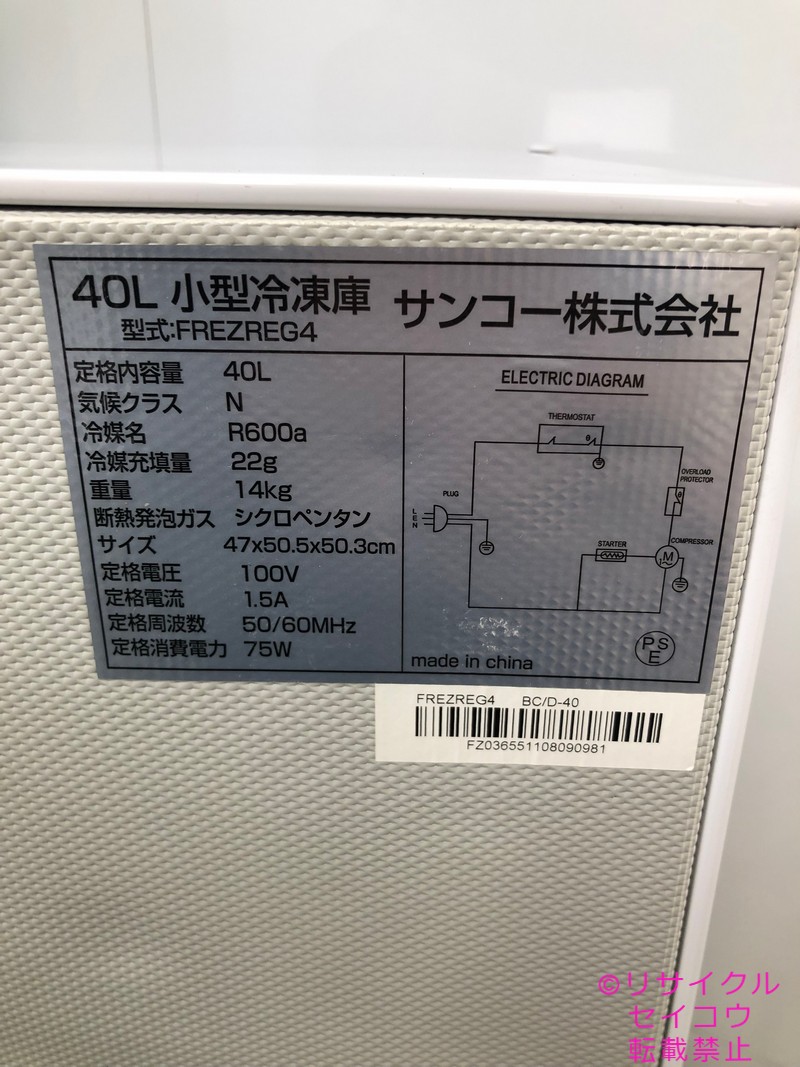 40L 小型冷凍庫 サンコー株式会社
型式:FREZREG4
定格内容量 40L
気候クラス N
冷媒名 R600a
冷媒充填量 22g
重量 14kg
断熱発泡ガス シクロペンタン
サイズ 47x50.5x50.3cm
定格電圧 100V
定格電流 1.5A
定格周波数 50/60MHz
定格消費電力 75W
ELECTRIC DIAGRAM
THERMOSTAT
θ
OVERLOAD
PROTECTOR
θ
PLUG
L
E
N
STARTER
COMPRESSOR
M
made in china
PS
E
FREZREG4 BC/D-40
FZ036551108090981
©リサイクル
セイコウ
転載禁止